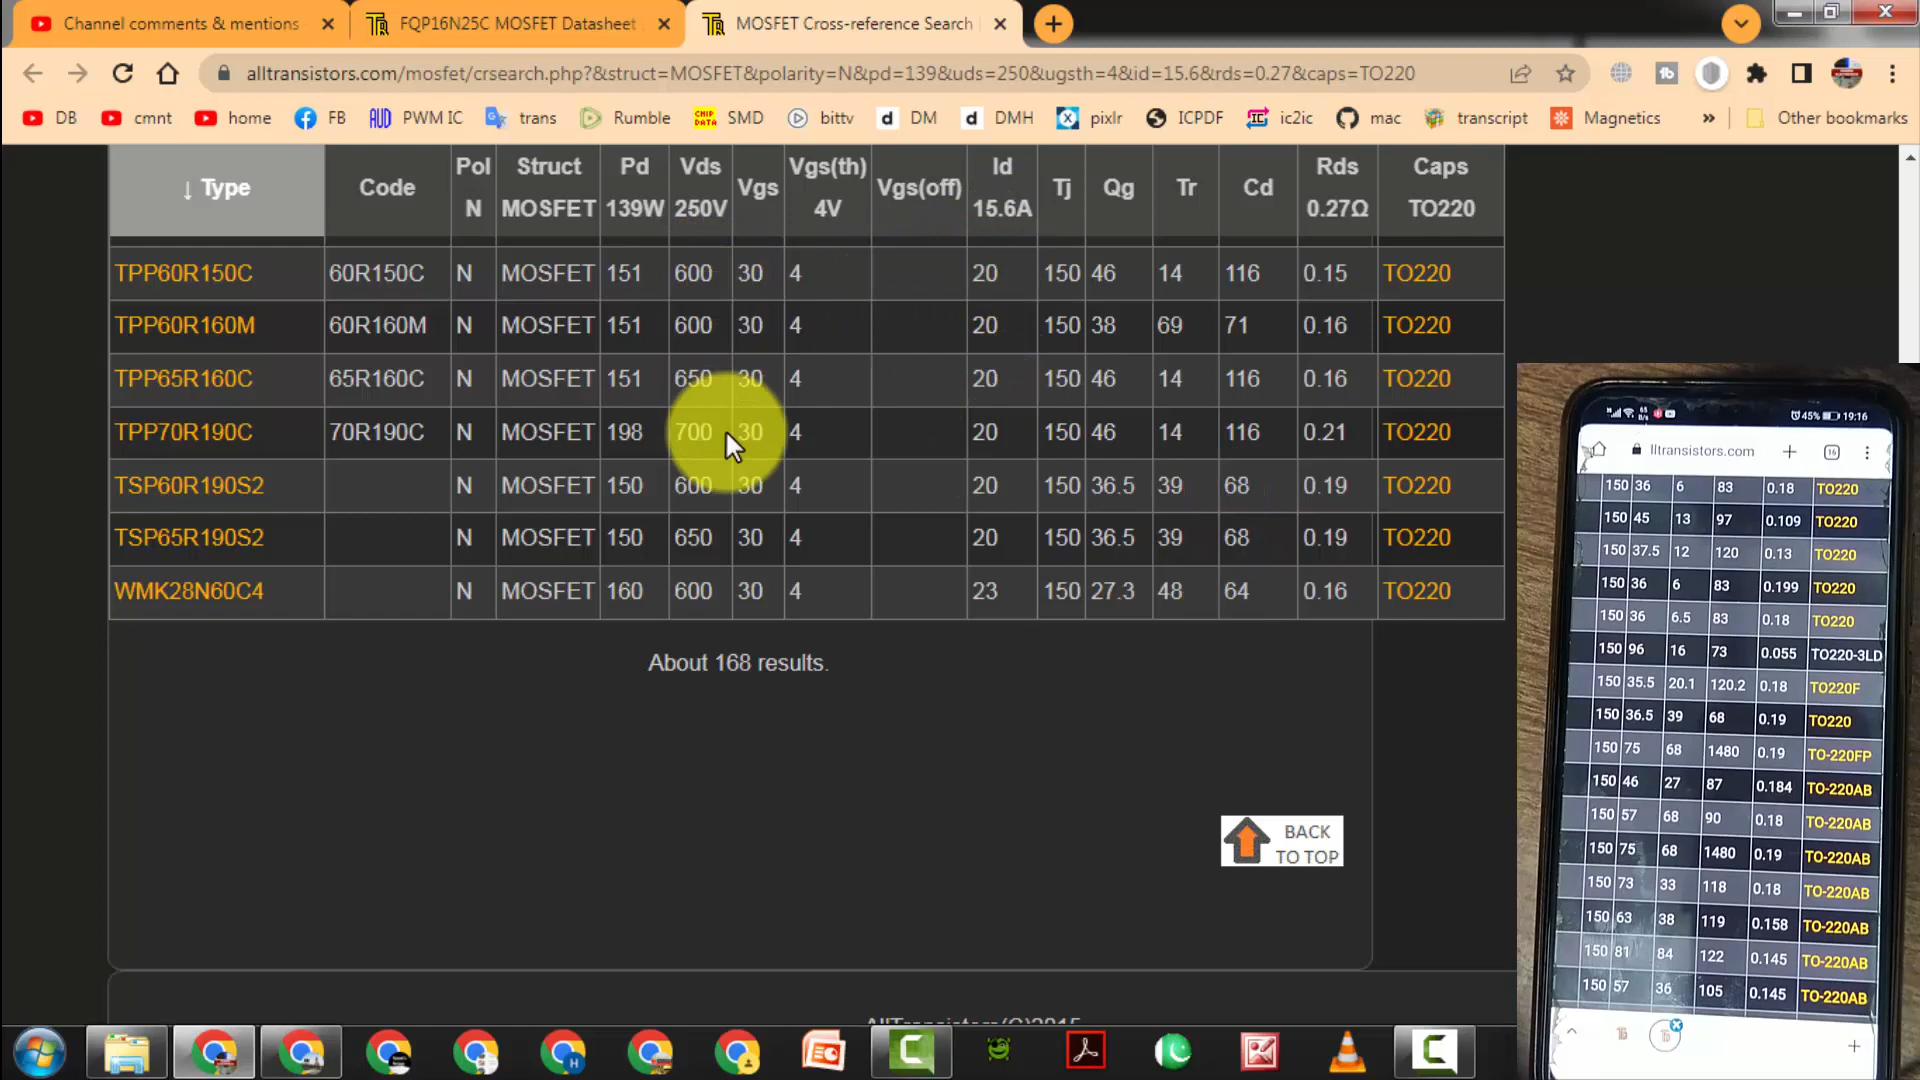 Channel comments & mentions
FQP16N25C MOSFET Datasheet
MOSFET Cross-reference Search
alltransistors.com/mosfet/crsearch.php?&struct=MOSFET&polarity=N&pd=139&uds=250&ugsth=4&id=15.6&rds=0.27&caps=TO220
DB cmnt home FB PWM IC trans Rumble SMD bittv DM DMH pixlr ICPDF ic2ic mac transcript Magnetics » Other bookmarks
↓ Type Code Pol N Struct MOSFET Pd 139W Vds 250V Vgs Vgs(th) 4V Vgs(off) Id 15.6A Tj Qg Tr Cd Rds 0.27Ω Caps TO220
TPP60R150C 60R150C N MOSFET 151 600 30 4 20 150 46 14 116 0.15 TO220
TPP60R160M 60R160M N MOSFET 151 600 30 4 20 150 38 69 71 0.16 TO220
TPP65R160C 65R160C N MOSFET 151 650 30 4 20 150 46 14 116 0.16 TO220
TPP70R190C 70R190C N MOSFET 198 700 30 4 20 150 46 14 116 0.21 TO220
TSP60R190S2 N MOSFET 150 600 30 4 20 150 36.5 39 68 0.19 TO220
TSP65R190S2 N MOSFET 150 650 30 4 20 150 36.5 39 68 0.19 TO220
WMK28N60C4 N MOSFET 160 600 30 4 23 150 27.3 48 64 0.16 TO220
About 168 results.
BACK
TO TOP
45% 19:16
lltransistors.com
150 36 6 83 0.18 TO220
150 45 13 97 0.109 TO220
150 37.5 12 120 0.13 TO220
150 36 6 83 0.199 TO220
150 36 6.5 83 0.18 TO220
150 96 16 73 0.055 TO220-3LD
150 35.5 20.1 120.2 0.18 TO220F
150 36.5 39 68 0.19 TO220
150 75 68 1480 0.19 TO-220FP
150 46 27 87 0.184 TO-220AB
150 57 68 90 0.18 TO-220AB
150 75 68 1480 0.19 TO-220AB
150 73 33 118 0.18 TO-220AB
150 63 38 119 0.158 TO-220AB
150 81 84 122 0.145 TO-220AB
150 57 36 105 0.145 TO-220AB